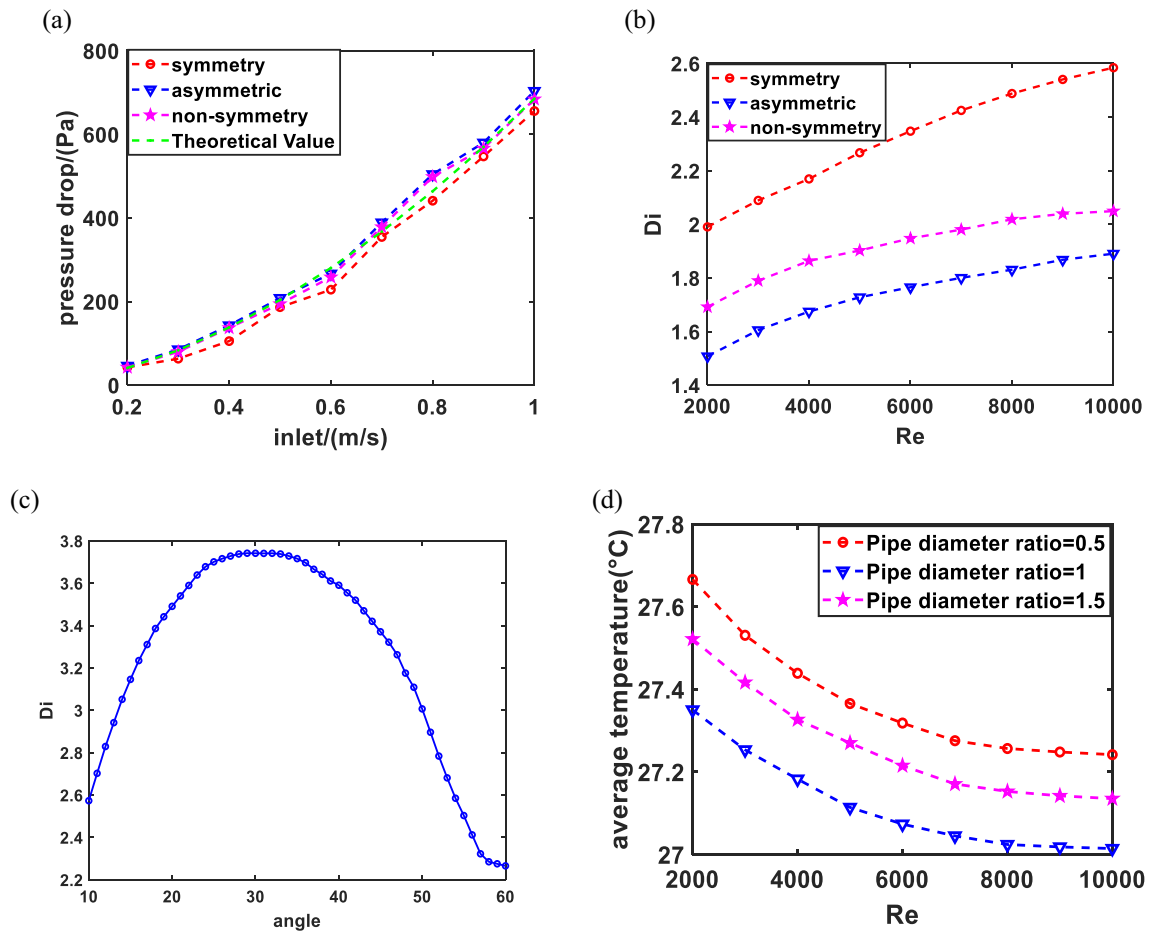 (a)
800
600
400
200
0
pressure drop/(Pa)
symmetry
asymmetric
non-symmetry
Theoretical Value
0.2
0.4
0.6
0.8
1
inlet/(m/s)
(b)
2.6
2.4
2.2
2
1.8
1.6
1.4
Di
symmetry
asymmetric
non-symmetry
2000
4000
6000
8000
10000
Re
(c)
3.8
3.6
3.4
3.2
3
2.8
2.6
2.4
2.2
Di
10
20
30
40
50
60
angle
(d)
27.8
27.6
27.4
27.2
27
average temperature(°C)
Pipe diameter ratio=0.5
Pipe diameter ratio=1
Pipe diameter ratio=1.5
2000
4000
6000
8000
10000
Re